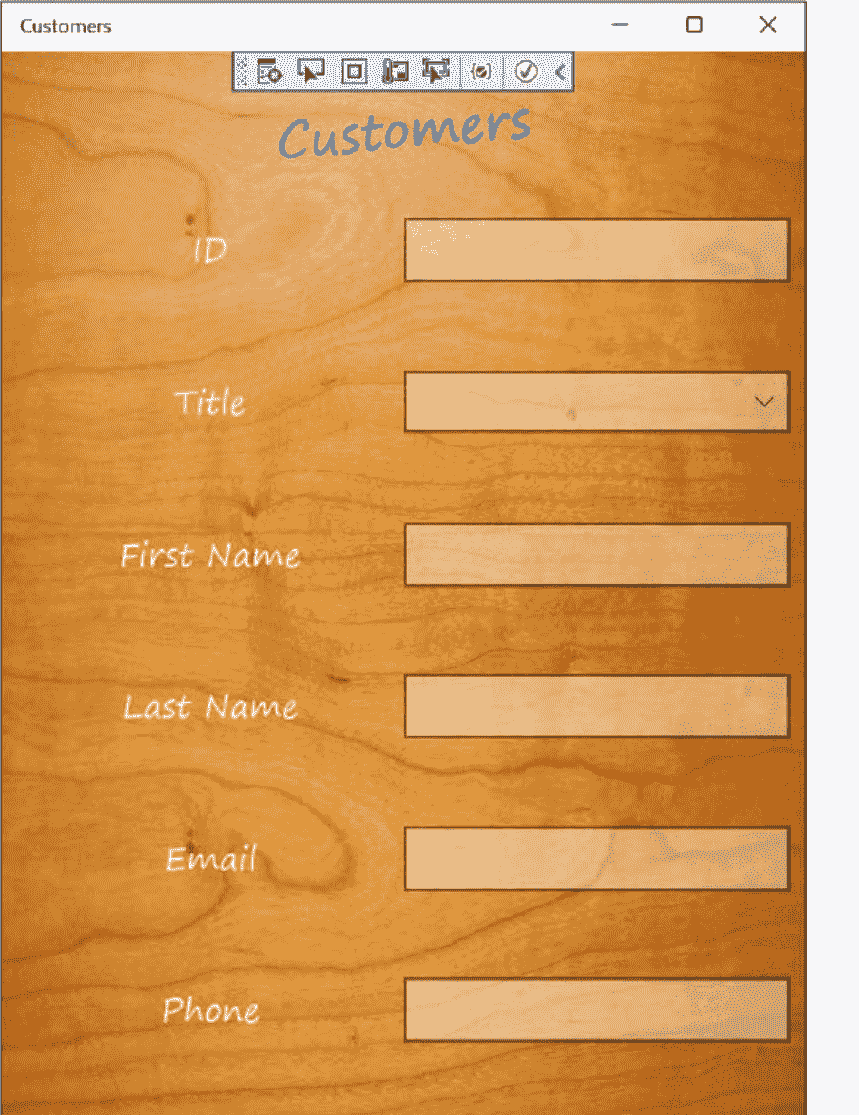 Customers
Customers
ID
Title
First Name
Last Name
Email
Phone